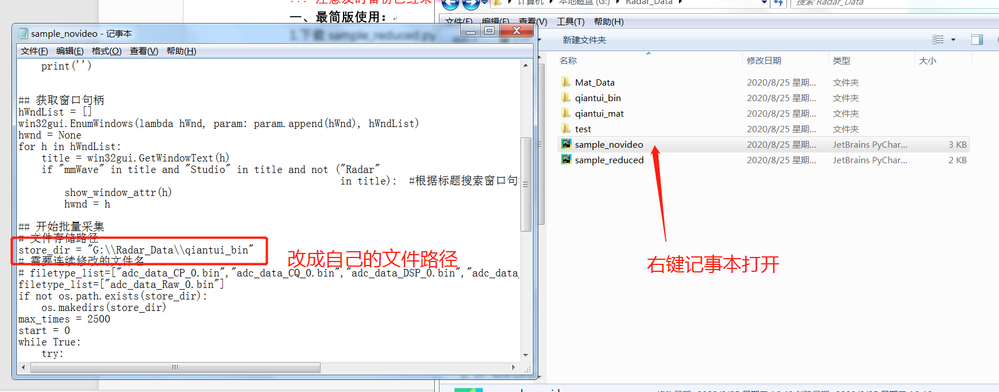 一、最简版使用：
sample_novideo - 记事本
文件(F) 编辑(E) 格式(O) 查看(V) 帮助(H)
print('')
## 获取窗口句柄
hWndList = []
win32gui.EnumWindows(lambda hWnd, param: param.append(hWnd), hWndList)
hwnd = None
for h in hWndList:
title = win32gui.GetWindowText(h)
if "mmWave" in title and "Studio" in title and not ("Radar"
in title): #根据标题搜索窗口句
show_window_attr(h)
hwnd = h
## 开始批量采集
# 文件存储路径
store_dir = "G:\\Radar_Data\\qiantui_bin"
# 需要连续修改的文件名
# filetype_list=["adc_data_CP_0.bin","adc_data_CQ_0.bin","adc_data_DSP_0.bin","adc_data_
filetype_list=["adc_data_Raw_0.bin"]
if not os.path.exists(store_dir):
os.makedirs(store_dir)
max_times = 2500
start = 0
while True:
try:
改成自己的文件路径
计算机 本地磁盘 (G:) Radar_Data
搜索 Radar_Data
文件(F) 编辑(E) 查看(V) 工具(T) 帮助(H)
新建文件夹
名称 修改日期 类型 大小
Mat_Data 2020/8/25 星期... 文件夹
qiantui_bin 2020/8/25 星期... 文件夹
qiantui_mat 2020/8/25 星期... 文件夹
test 2020/8/25 星期... 文件夹
sample_novideo 2020/8/25 星期... JetBrains PyChar... 3 KB
sample_reduced 2020/8/25 星期... JetBrains PyChar... 2 KB
右键记事本打开